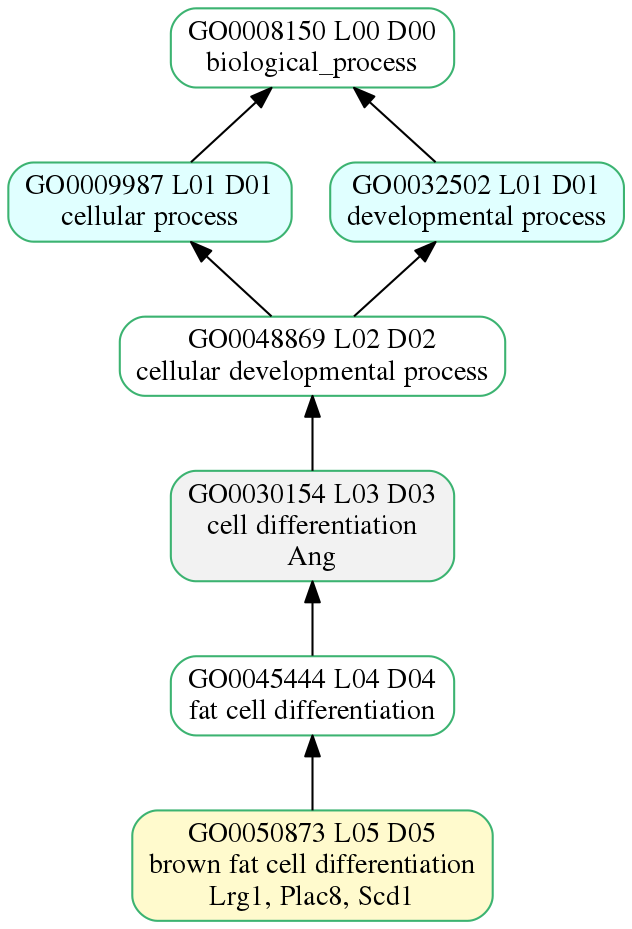 GO0008150 L00 D00
biological_process
GO0009987 L01 D01
cellular process
GO0032502 L01 D01
developmental process
GO0048869 L02 D02
cellular developmental process
GO0030154 L03 D03
cell differentiation
Ang
GO0045444 L04 D04
fat cell differentiation
GO0050873 L05 D05
brown fat cell differentiation
Lrg1, Plac8, Scd1